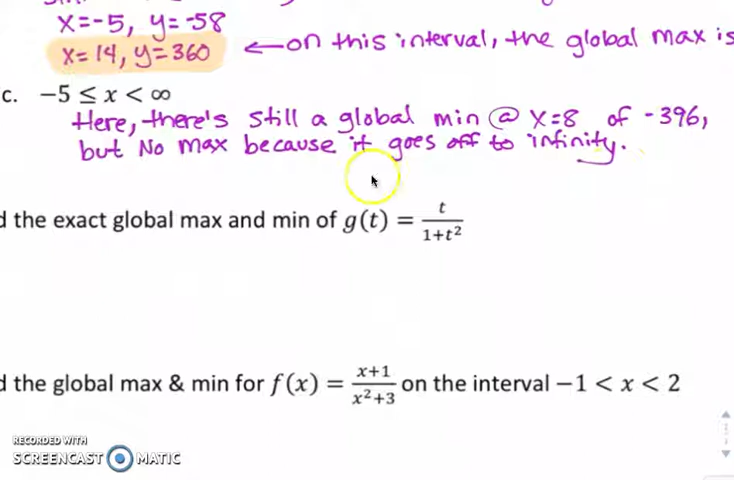 x=-5, y=-58
x=14, y=360 ←on this interval, the global max is
c. −5 ≤ x < ∞
Here, there's still a global min @ x=8 of -396,
but No max because it goes off to infinity.
the exact global max and min of g(t) = t/(1+t²)
the global max & min for f(x) = (x+1)/(x²+3) on the interval −1 < x < 2
RECORDED WITH
SCREENCAST MATIC